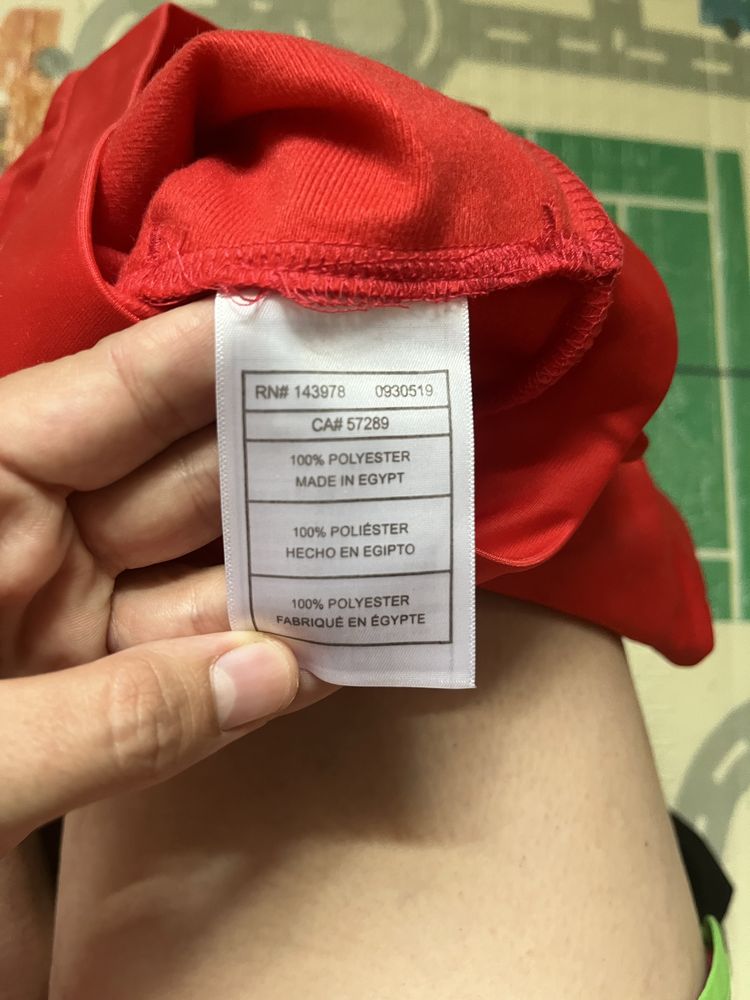 RN# 143978 0930519
CA# 57289
100% POLYESTER
MADE IN EGYPT
100% POLIÉSTER
HECHO EN EGIPTO
100% POLYESTER
FABRIQUÉ EN ÉGYPTE